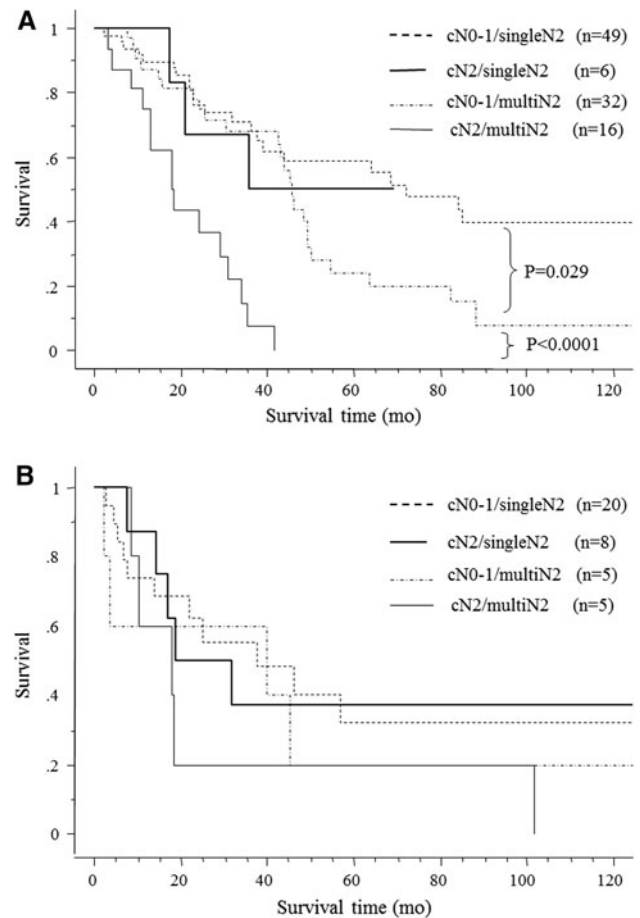 A
1
.8
.6
.4
.2
0
Survival
cN0-1/singleN2 (n=49)
cN2/singleN2 (n=6)
cN0-1/multiN2 (n=32)
cN2/multiN2 (n=16)
P=0.029
P<0.0001
0 20 40 60 80 100 120
Survival time (mo)
B
1
.8
.6
.4
.2
0
Survival
cN0-1/singleN2 (n=20)
cN2/singleN2 (n=8)
cN0-1/multiN2 (n=5)
cN2/multiN2 (n=5)
0 20 40 60 80 100 120
Survival time (mo)